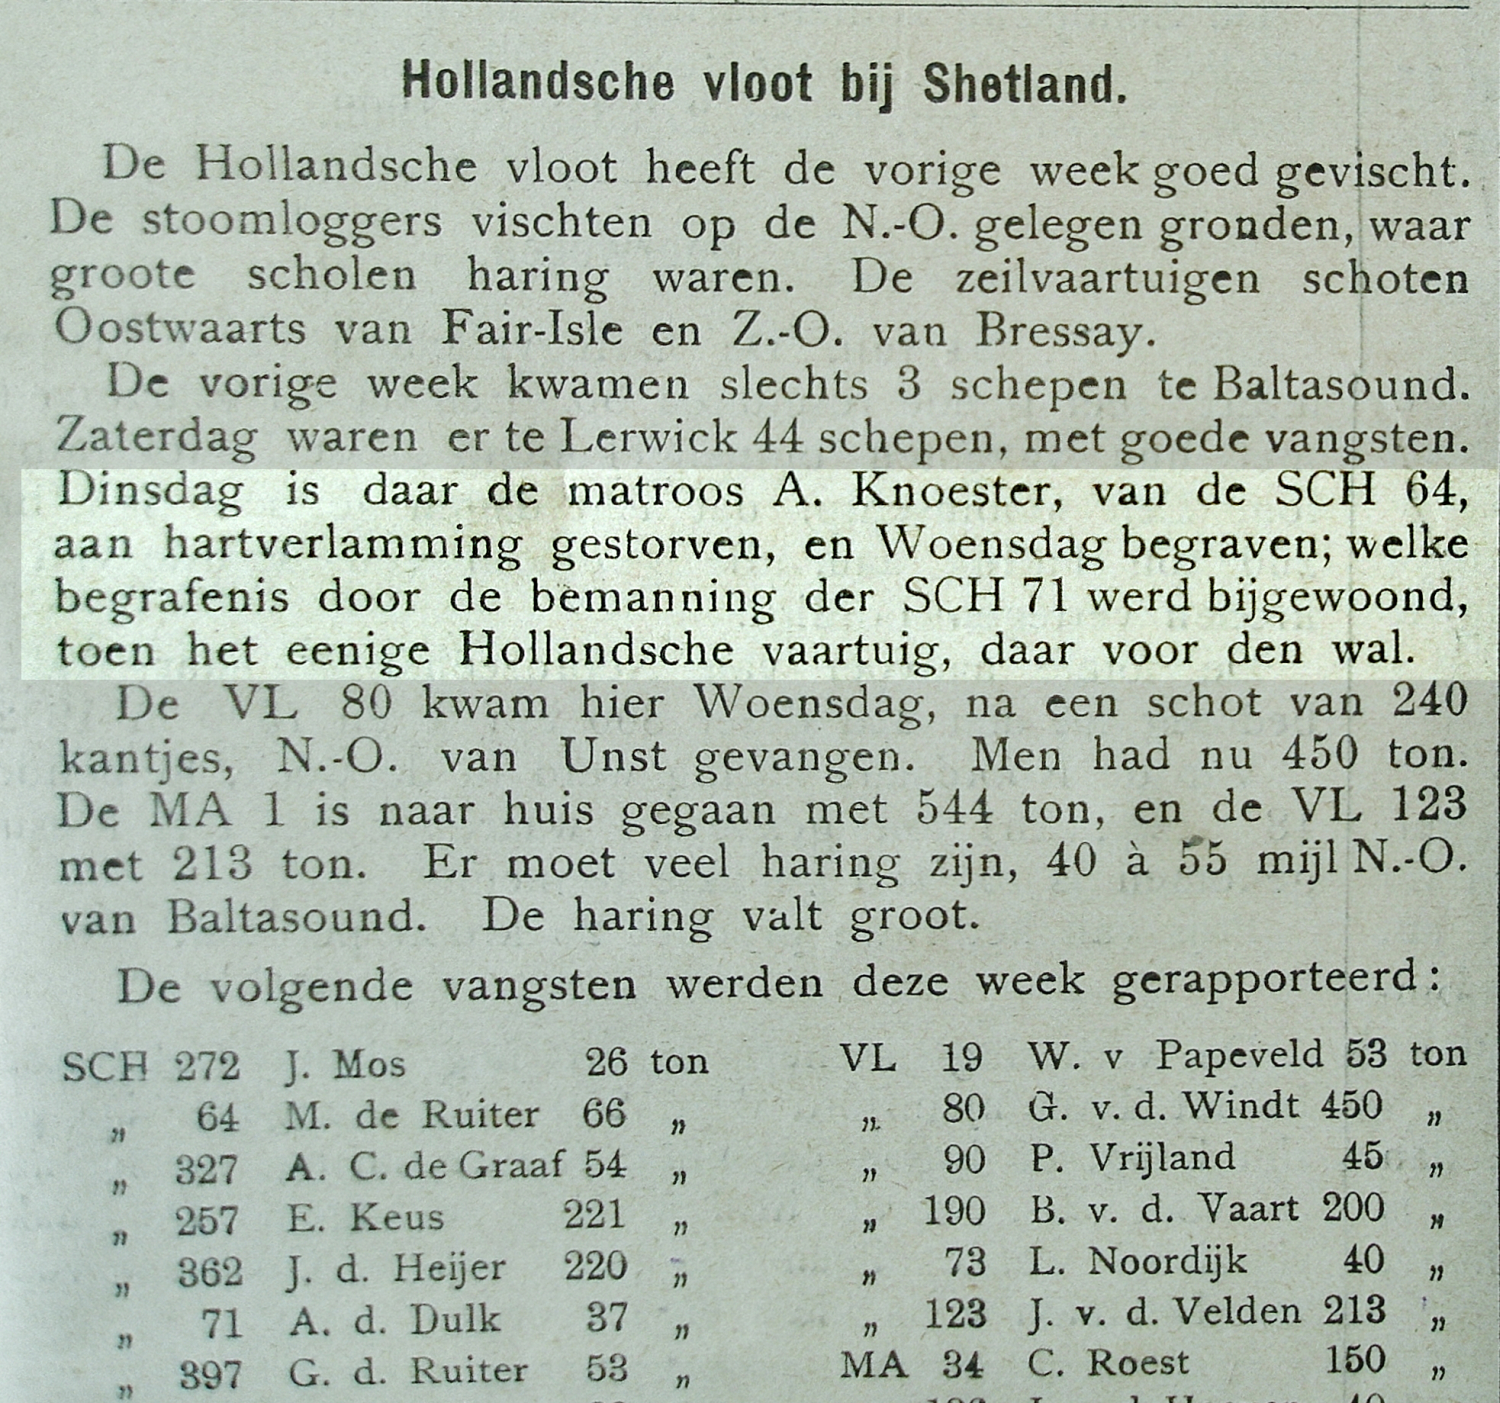 Hollandsche vloot bij Shetland.
De Hollandsche vloot heeft de vorige week goed gevischt.
De stoomloggers vischten op de N.-O. gelegen gronden, waar
groote scholen haring waren. De zeilvaartuigen schoten
Oostwaarts van Fair-Isle en Z.-O. van Bressay.
De vorige week kwamen slechts 3 schepen te Baltasound.
Zaterdag waren er te Lerwick 44 schepen, met goede vangsten.
Dinsdag is daar de matroos A. Knoester, van de SCH 64,
aan hartverlamming gestorven, en Woensdag begraven; welke
begrafenis door de bemanning der SCH 71 werd bijgewoond,
toen het eenige Hollandsche vaartuig, daar voor den wal.
De VL 80 kwam hier Woensdag, na een schot van 240
kantjes, N.-O. van Unst gevangen. Men had nu 450 ton.
De MA 1 is naar huis gegaan met 544 ton, en de VL 123
met 213 ton. Er moet veel haring zijn, 40 à 55 mijl N.-O.
van Baltasound. De haring valt groot.
De volgende vangsten werden deze week gerapporteerd:
SCH 272 J. Mos 26 ton VL 19 W. v Papeveld 53 ton
„ 64 M. de Ruiter 66 „ „ 80 G. v. d. Windt 450 „
„ 327 A. C. de Graaf 54 „ „ 90 P. Vrijland 45 „
„ 257 E. Keus 221 „ „ 190 B. v. d. Vaart 200 „
„ 362 J. d. Heijer 220 „ „ 73 L. Noordijk 40 „
„ 71 A. d. Dulk 37 „ „ 123 J. v. d. Velden 213 „
„ 397 G. d. Ruiter 53 „ MA 34 C. Roest 150 „